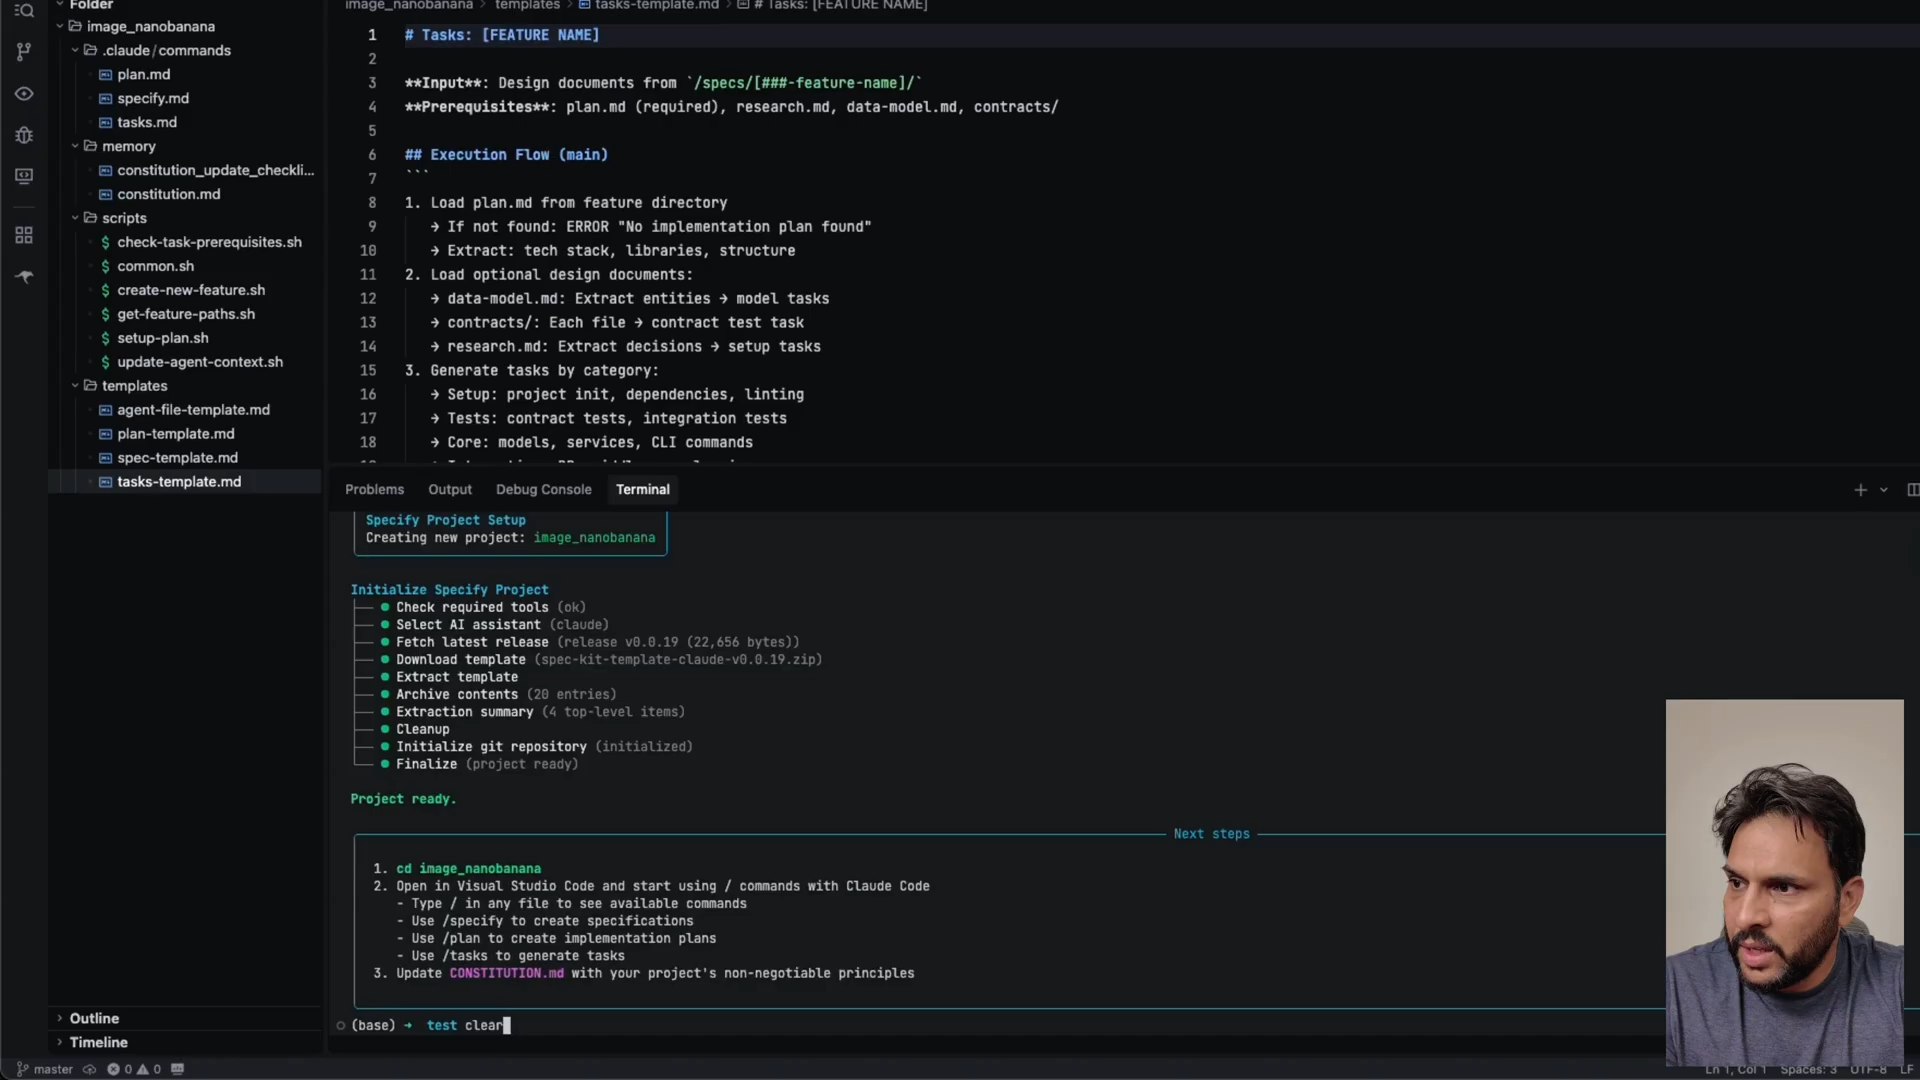 Folder
image_nanobanana
.claude/commands
plan.md
specify.md
tasks.md
memory
constitution_update_checkli...
constitution.md
scripts
$ check-task-prerequisites.sh
$ common.sh
$ create-new-feature.sh
$ get-feature-paths.sh
$ setup-plan.sh
$ update-agent-context.sh
templates
agent-file-template.md
plan-template.md
spec-template.md
tasks-template.md
Outline
Timeline
master 0 0
image_nanobanana > templates > tasks-template.md > # Tasks: [FEATURE NAME]
1 # Tasks: [FEATURE NAME]
2
3 **Input**: Design documents from `/specs/[###-feature-name]/`
4 **Prerequisites**: plan.md (required), research.md, data-model.md, contracts/
5
6 ## Execution Flow (main)
7 ```
8 1. Load plan.md from feature directory
9 → If not found: ERROR "No implementation plan found"
10 → Extract: tech stack, libraries, structure
11 2. Load optional design documents:
12 → data-model.md: Extract entities → model tasks
13 → contracts/: Each file → contract test task
14 → research.md: Extract decisions → setup tasks
15 3. Generate tasks by category:
16 → Setup: project init, dependencies, linting
17 → Tests: contract tests, integration tests
18 → Core: models, services, CLI commands
Problems Output Debug Console Terminal
Specify Project Setup
Creating new project: image_nanobanana
Initialize Specify Project
● Check required tools (ok)
● Select AI assistant (claude)
● Fetch latest release (release v0.0.19 (22,656 bytes))
● Download template (spec-kit-template-claude-v0.0.19.zip)
● Extract template
● Archive contents (20 entries)
● Extraction summary (4 top-level items)
● Cleanup
● Initialize git repository (initialized)
● Finalize (project ready)
Project ready.
Next steps
1. cd image_nanobanana
2. Open in Visual Studio Code and start using / commands with Claude Code
- Type / in any file to see available commands
- Use /specify to create specifications
- Use /plan to create implementation plans
- Use /tasks to generate tasks
3. Update CONSTITUTION.md with your project's non-negotiable principles
(base) → test clear
Ln 1, Col 1 Spaces: 3 UTF-8 LF